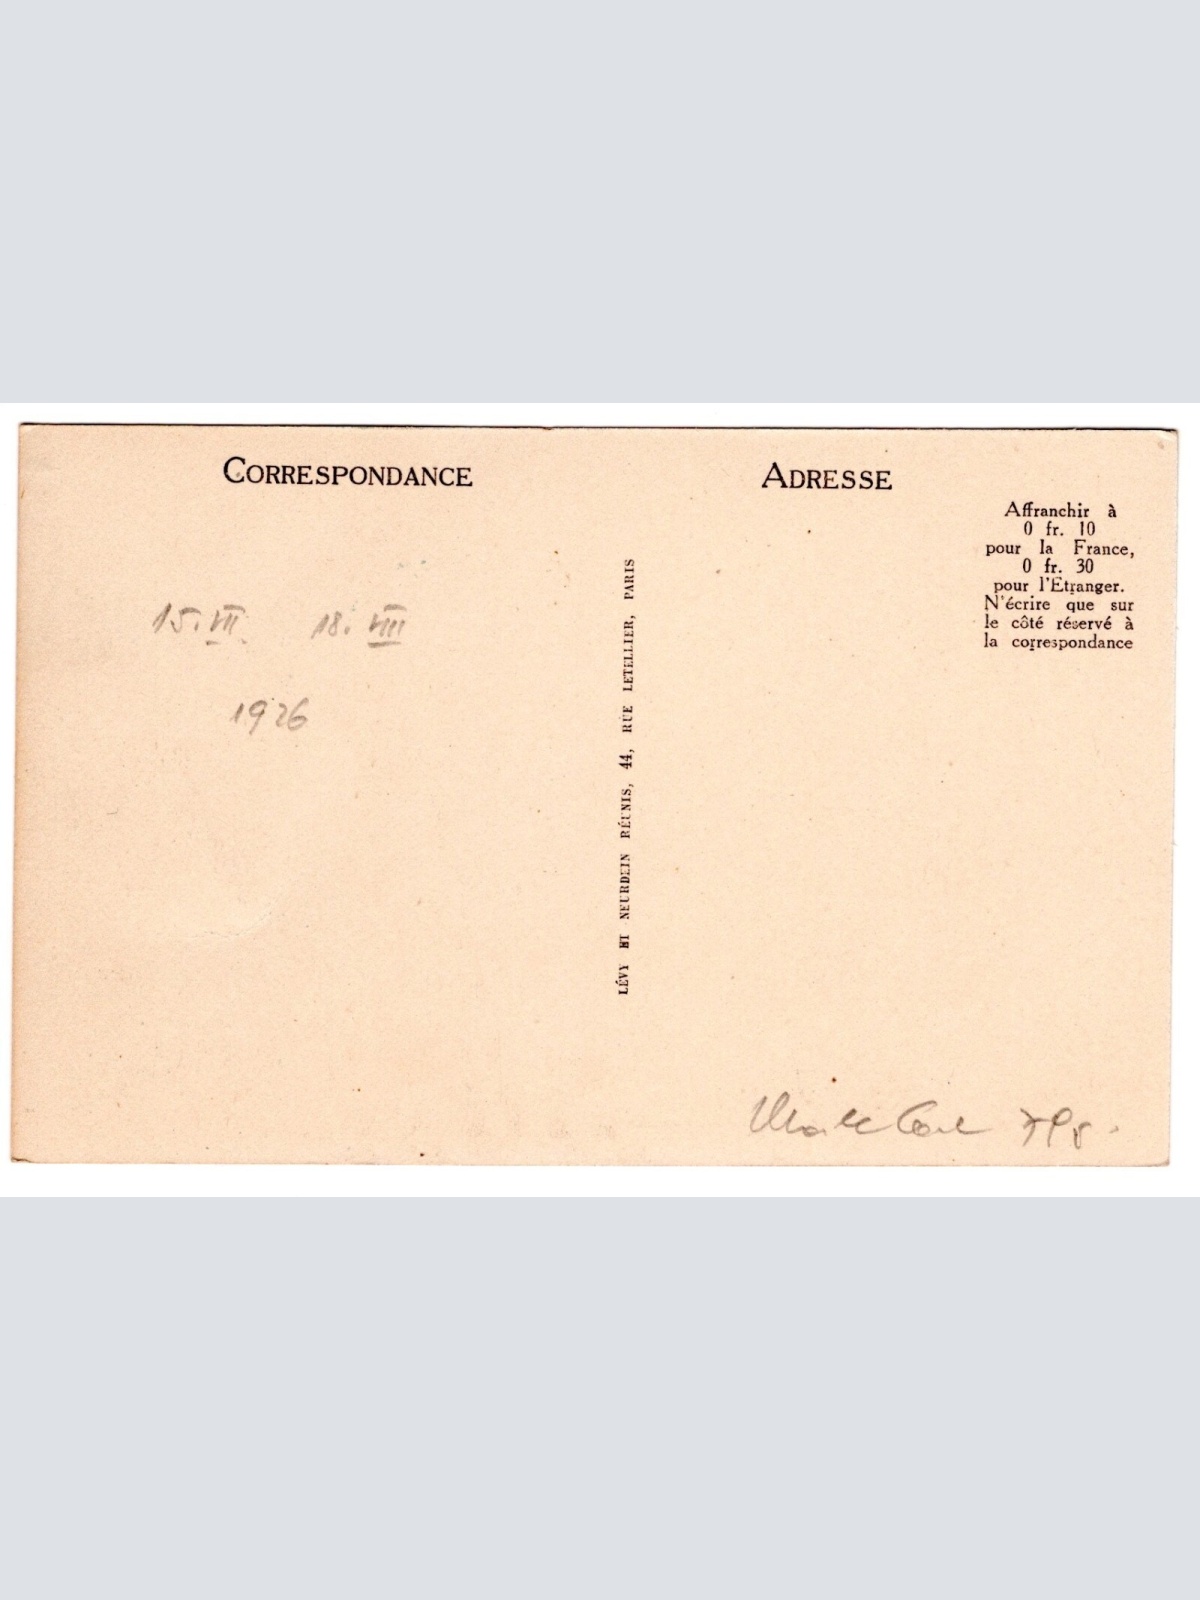 CORRESPONDANCE
ADRESSE
Affranchir à
0 fr. 10
pour la France,
0 fr. 30
pour l'Etranger.
N'écrire que sur
le côté réservé à
la correspondance
15. VII 18. VIII
1926
LÉVY ET NEURDEIN RÉUNIS, 44, RUE LETELLIER, PARIS